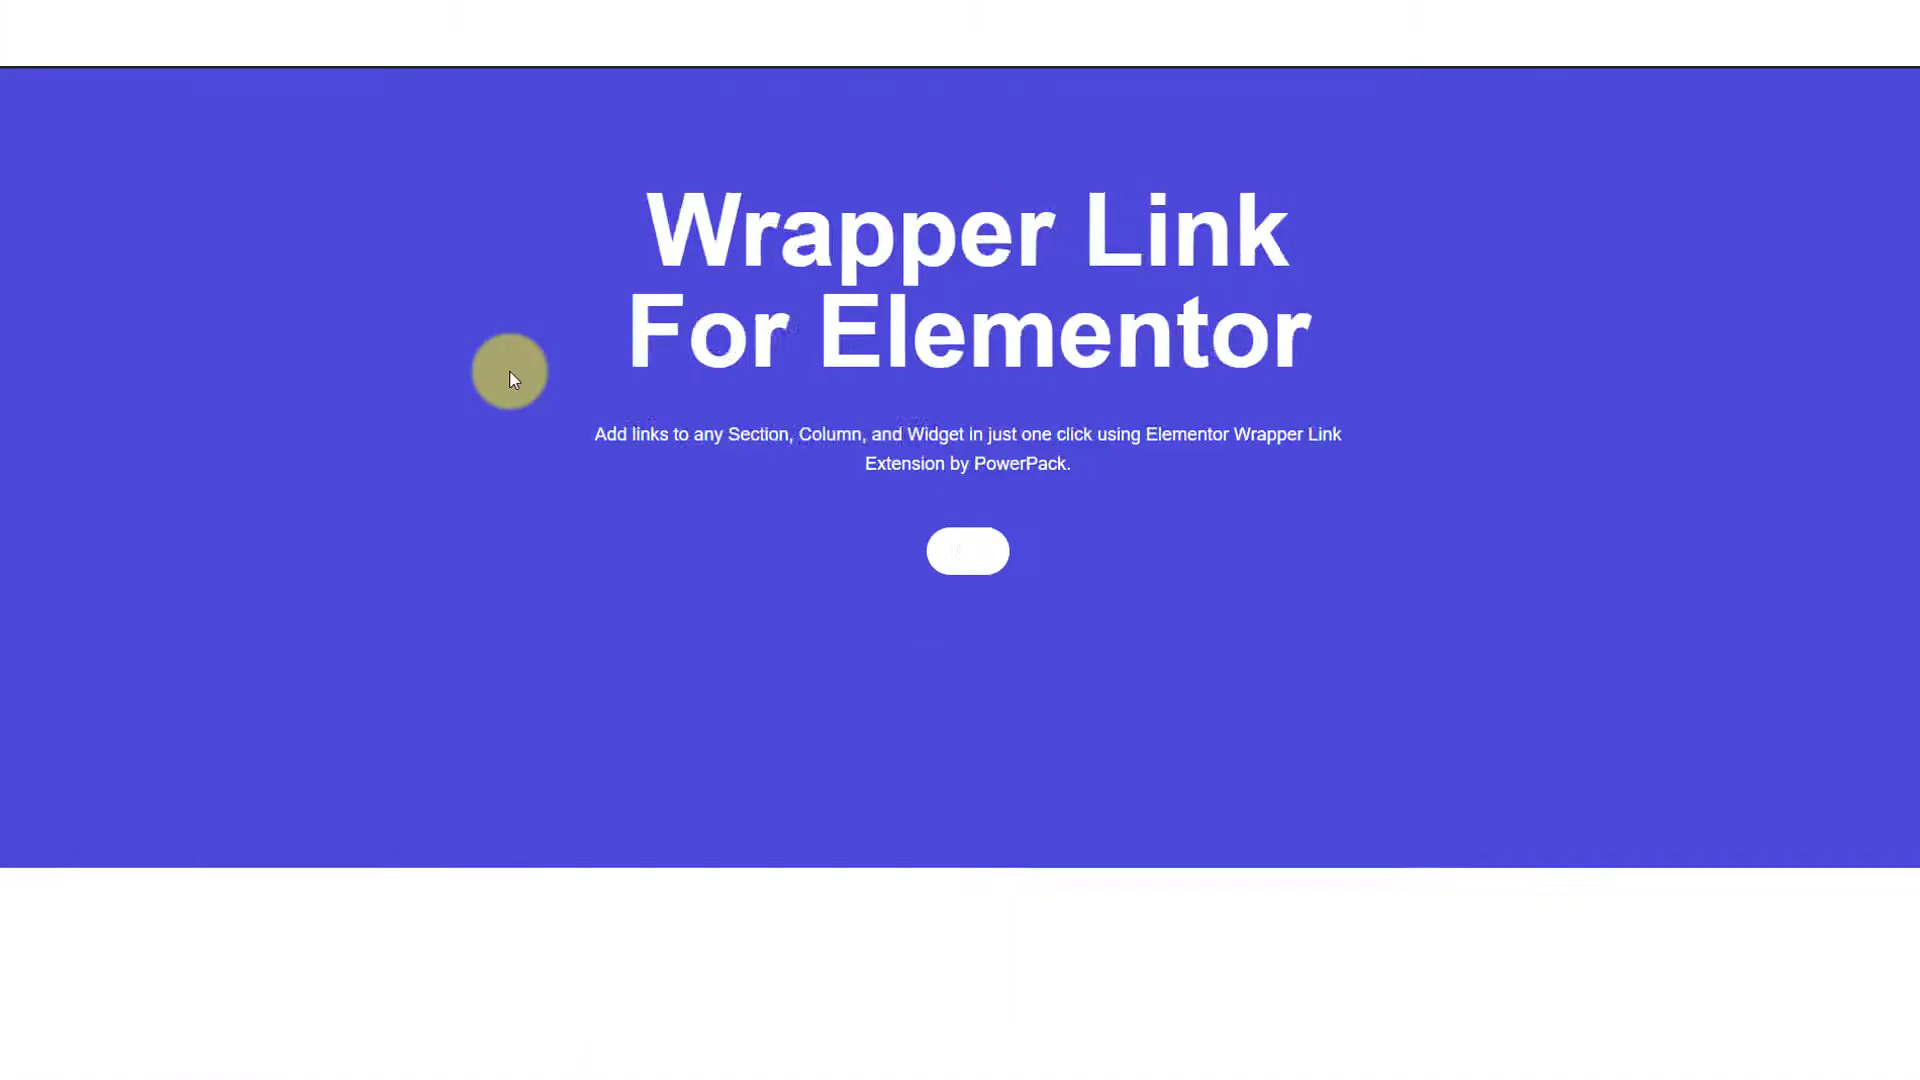 Wrapper Link
For Elementor
Add links to any Section, Column, and Widget in just one click using Elementor Wrapper Link
Extension by PowerPack.